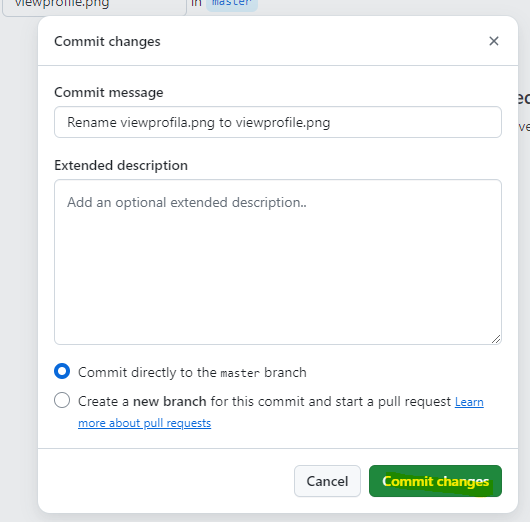 viewprofile.png in master
Commit changes
Commit message
Rename viewprofila.png to viewprofile.png
Extended description
Add an optional extended description..
Commit directly to the master branch
Create a new branch for this commit and start a pull request Learn
more about pull requests
Cancel Commit changes